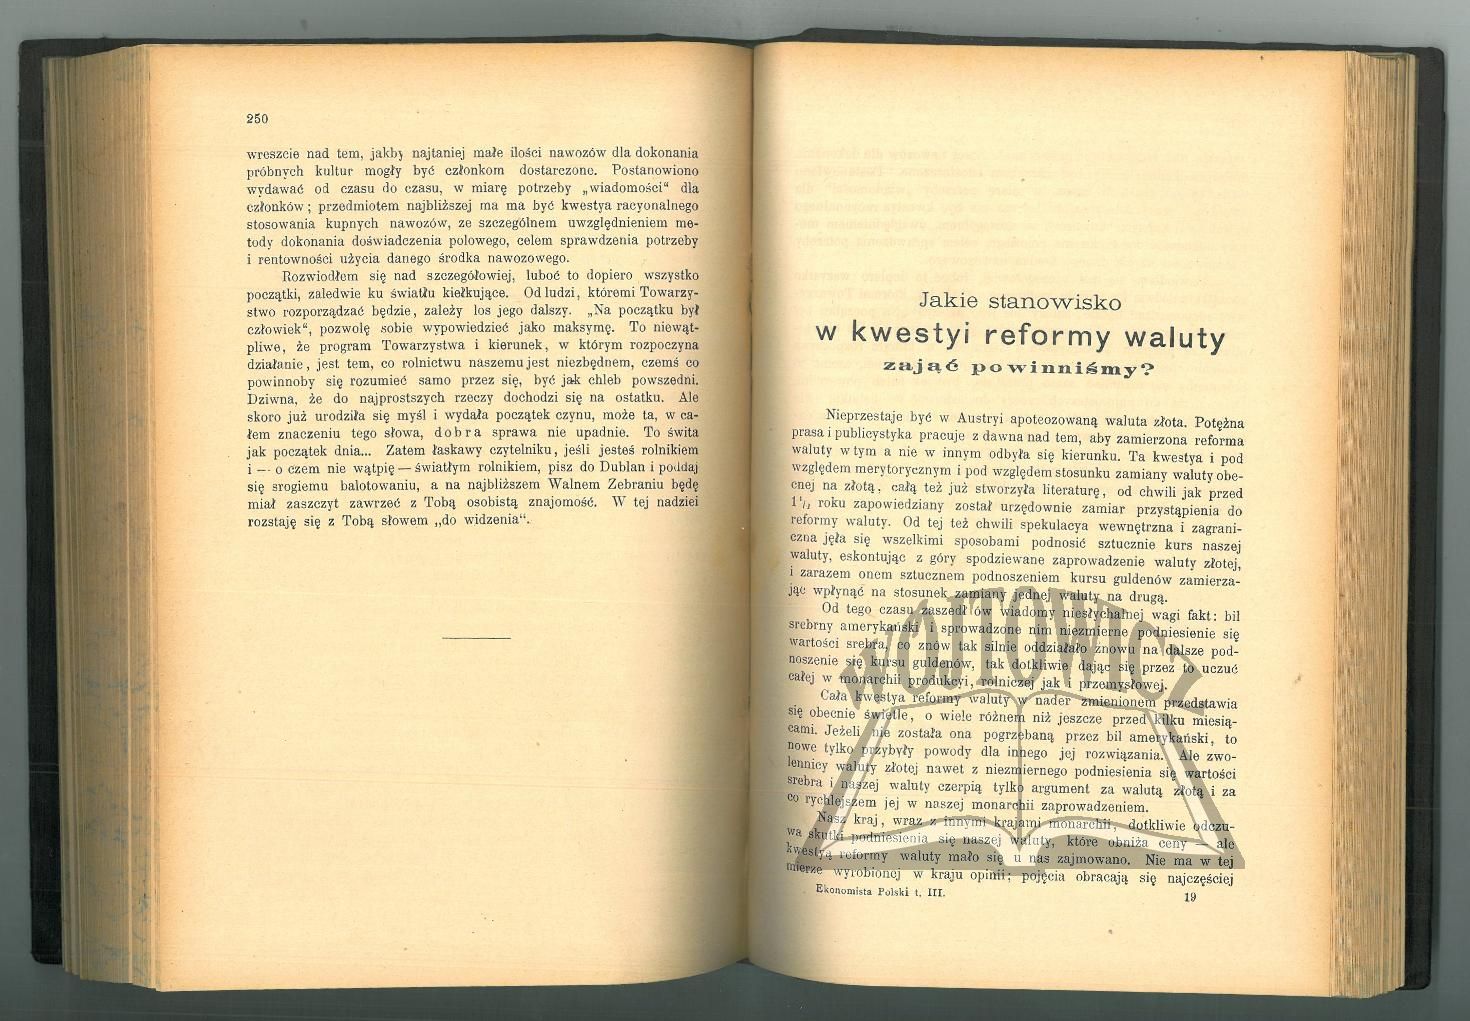 250
wreszcie nad tem, jakby najtaniej małe ilości nawozów dla dokonania
próbnych kultur mogły być członkom dostarczone. Postanowiono
wydawać od czasu do czasu, w miarę potrzeby „wiadomości“ dla
członków; przedmiotem najbliższej ma ma być kwestya racyonalnego
stosowania kupnych nawozów, ze szczególnem uwzględnieniem me-
tody dokonania doświadczenia polowego, celem sprawdzenia potrzeby
i rentowności użycia danego środka nawozowego.
Rozwiodłem się nad szczegółowiej, luboć to dopiero wszystko
początki, zaledwie ku światłu kiełkujące. Od ludzi, któremi Towarzy-
stwo rozporządzać będzie, zależy los jego dalszy. „Na początku był
człowiek“, pozwolę sobie wypowiedzieć jako maksymę. To niewąt-
pliwe, że program Towarzystwa i kierunek, w którym rozpoczyna
działanie, jest tem, co rolnictwu naszemu jest niezbędnem, czemś co
powinnoby się rozumieć samo przez się, być jak chleb powszedni.
Dziwna, że do najprostszych rzeczy dochodzi się na ostatku. Ale
skoro już urodziła się myśl i wydała początek czynu, może ta, w ca-
łem znaczeniu tego słowa, dobra sprawa nie upadnie. To świta
jak początek dnia... Zatem łaskawy czytelniku, jeśli jesteś rolnikiem
i — o czem nie wątpię — światłym rolnikiem, pisz do Dublan i poddaj
się srogiemu balotowaniu, a na najbliższem Walnem Zebraniu będę
miał zaszczyt zawrzeć z Tobą osobistą znajomość. W tej nadziei
rozstaję się z Tobą słowem „do widzenia“.
Jakie stanowisko
w kwestyi reformy waluty
zająć powinniśmy?
Nieprzestaje być w Austryi apoteozowaną waluta złota. Potężna
prasa i publicystyka pracuje z dawna nad tem, aby zamierzona reforma
waluty w tym a nie w innym odbyła się kierunku. Ta kwestya i pod
względem merytorycznym i pod względem stosunku zamiany waluty obe-
cnej na złotą, całą też już stworzyła literaturę, od chwili jak przed
1½ roku zapowiedziany został urzędownie zamiar przystąpienia do
reformy waluty. Od tej też chwili spekulacya wewnętrzna i zagrani-
czna jęła się wszelkimi sposobami podnosić sztucznie kurs naszej
waluty, eskontując z góry spodziewane zaprowadzenie waluty złotej,
i zarazem onem sztucznem podnoszeniem kursu guldenów zamierza-
jąc wpłynąć na stosunek zamiany jednej waluty na drugą.
Od tego czasu zaszedł ów wiadomy niesłychalnej wagi fakt: bil
srebrny amerykański i sprowadzone nim niezmierne podniesienie się
wartości srebra, co znów tak silnie oddziałało znowu na dalsze pod-
noszenie się kursu guldenów, tak dotkliwie dając się przez to uczuć
całej w monarchii produkcyi, rolniczej jak i przemysłowej.
Cała kwestya reformy waluty w nader zmienionem przedstawia
się obecnie świetle, o wiele różnem niż jeszcze przed kilku miesią-
cami. Jeżeli nie została ona pogrzebaną przez bil amerykański, to
nowe tylko przybyły powody dla innego jej rozwiązania. Ale zwo-
lennicy waluty złotej nawet z niezmiernego podniesienia się wartości
srebra i naszej waluty czerpią tylko argument za walutą złotą i za
co rychlejszem jej w naszej monarchii zaprowadzeniem.
Nasz kraj, wraz z innymi krajami monarchii, dotkliwie odczu-
wa skutki podniesienia się naszej waluty, które obniża ceny — ale
kwestyą reformy waluty mało się u nas zajmowano. Nie ma w tej
mierze wyrobionej w kraju opinii; pojęcia obracają się najczęściej
Ekonomista Polski t. III.
19
WÓJTOWICZ